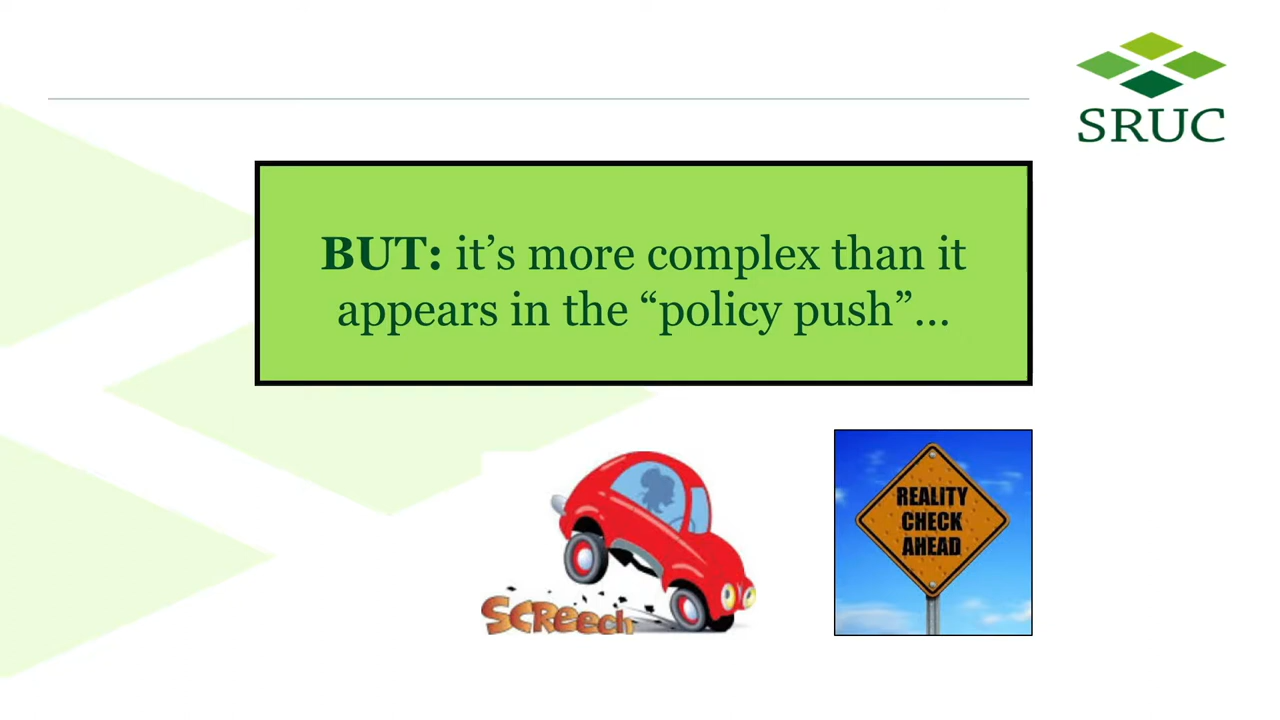 SRUC
BUT: it’s more complex than it
appears in the “policy push”…
SCReech
REALITY
CHECK
AHEAD